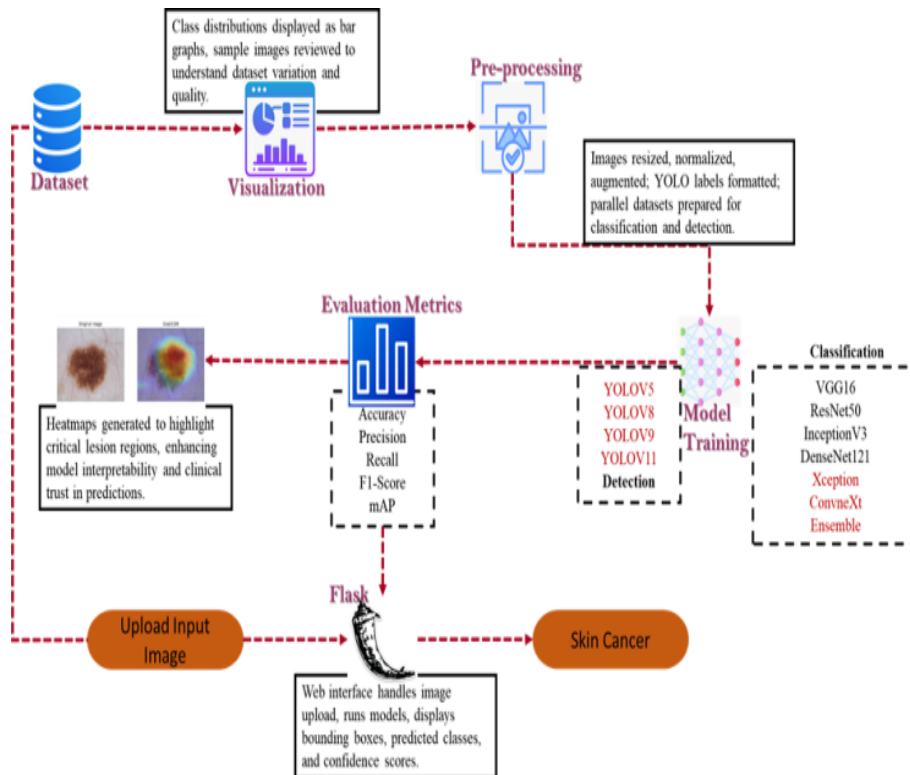 Class distributions displayed as bar
graphs, sample images reviewed to
understand dataset variation and
quality.
Dataset
Visualization
Pre-processing
Images resized, normalized,
augmented; YOLO labels formatted;
parallel datasets prepared for
classification and detection.
Evaluation Metrics
Heatmaps generated to highlight
critical lesion regions, enhancing
model interpretability and clinical
trust in predictions.
Accuracy
Precision
Recall
F1-Score
mAP
YOLOV5
YOLOV8
YOLOV9
YOLOV11
Detection
Model
Training
Classification
VGG16
ResNet50
InceptionV3
DenseNet121
Xception
ConvneXt
Ensemble
Flask
Upload Input
Image
Skin Cancer
Web interface handles image
upload, runs models, displays
bounding boxes, predicted classes,
and confidence scores.